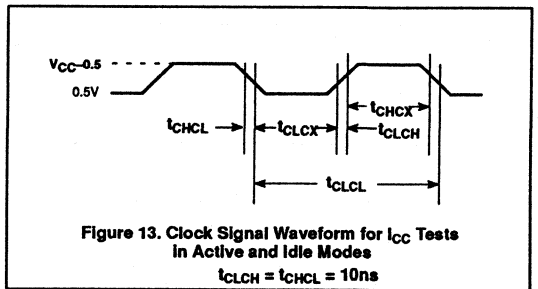 VCC–0.5
0.5V
tCHCX
tCHCL
tCLCX
tCLCH
tCLCL
Figure 13. Clock Signal Waveform for ICC Tests
in Active and Idle Modes
tCLCH = tCHCL = 10ns